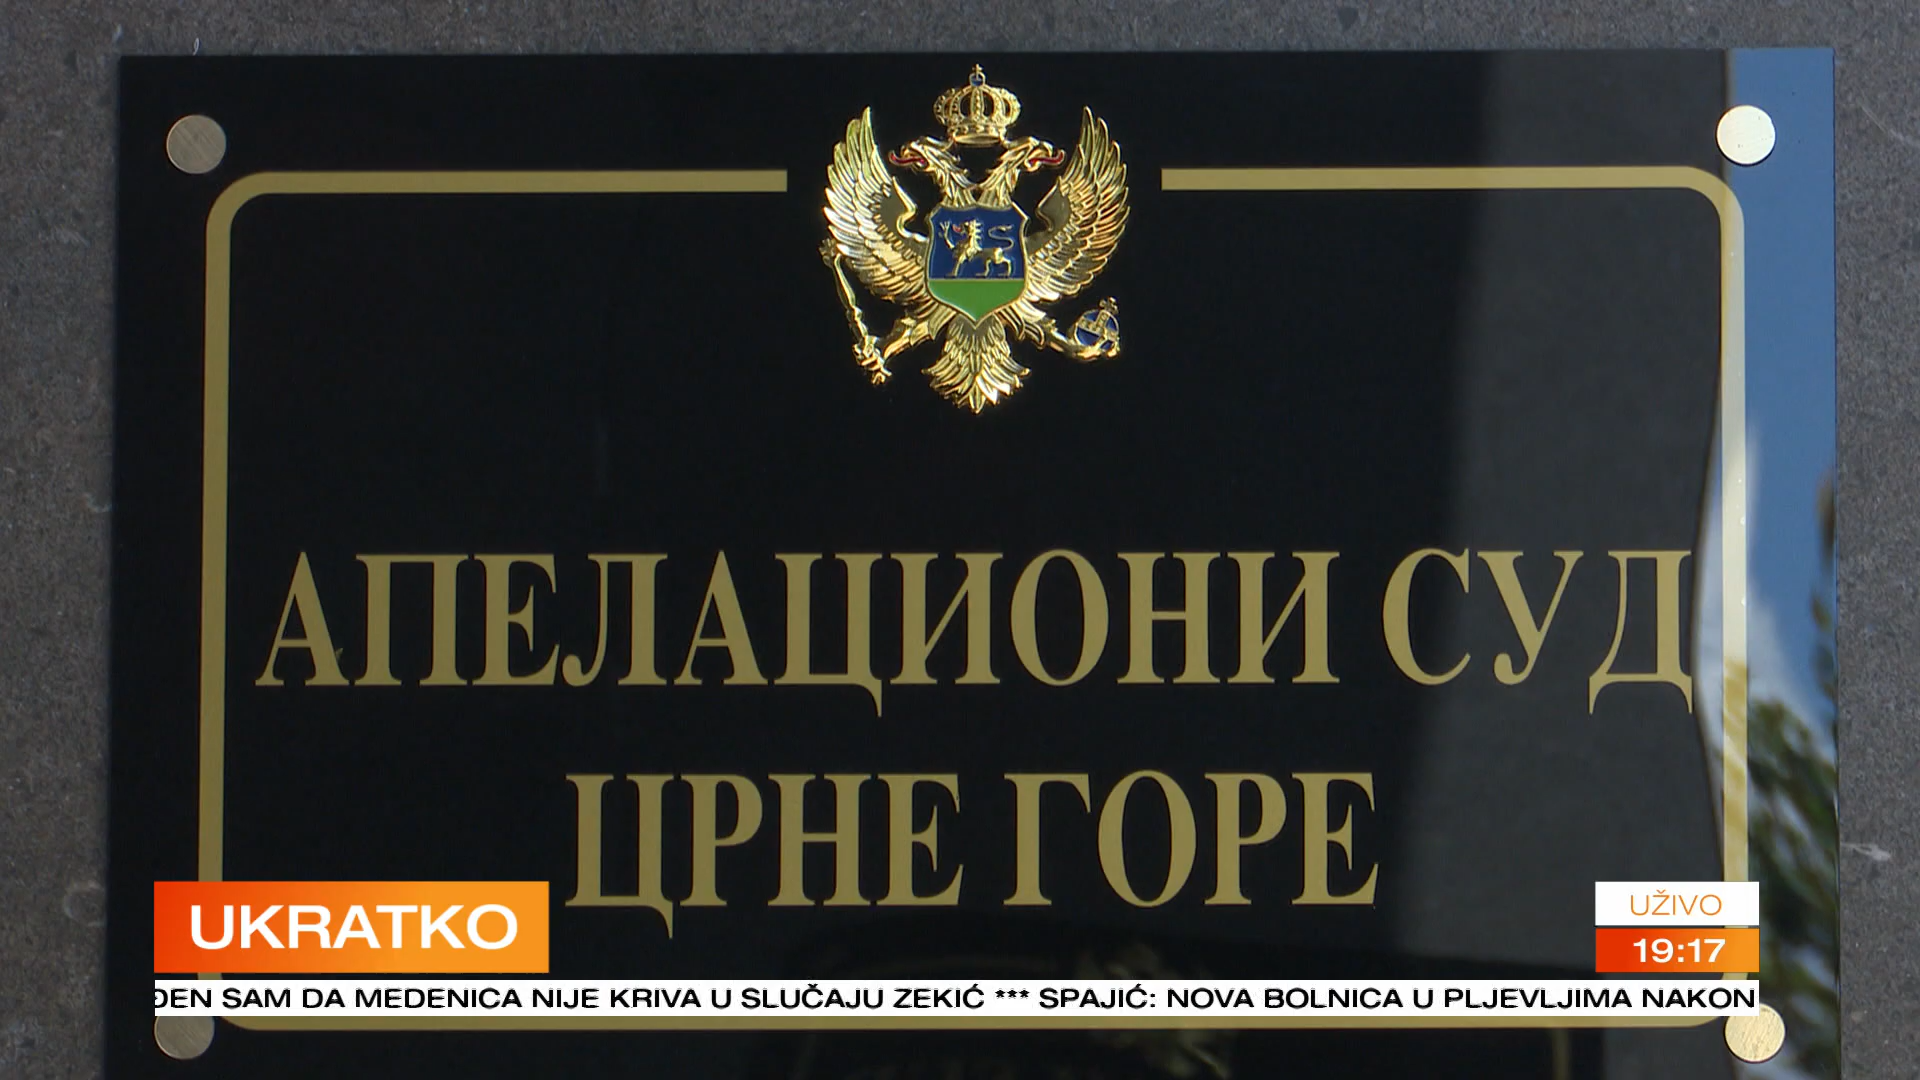 АПЕЛАЦИОНИ СУД
ЦРНЕ ГОРЕ
UKRATKO
UŽIVO
19:17
ĐEN SAM DA MEDENICA NIJE KRIVA U SLUČAJU ZEKIĆ *** SPAJIĆ: NOVA BOLNICA U PLJEVLJIMA NAKON